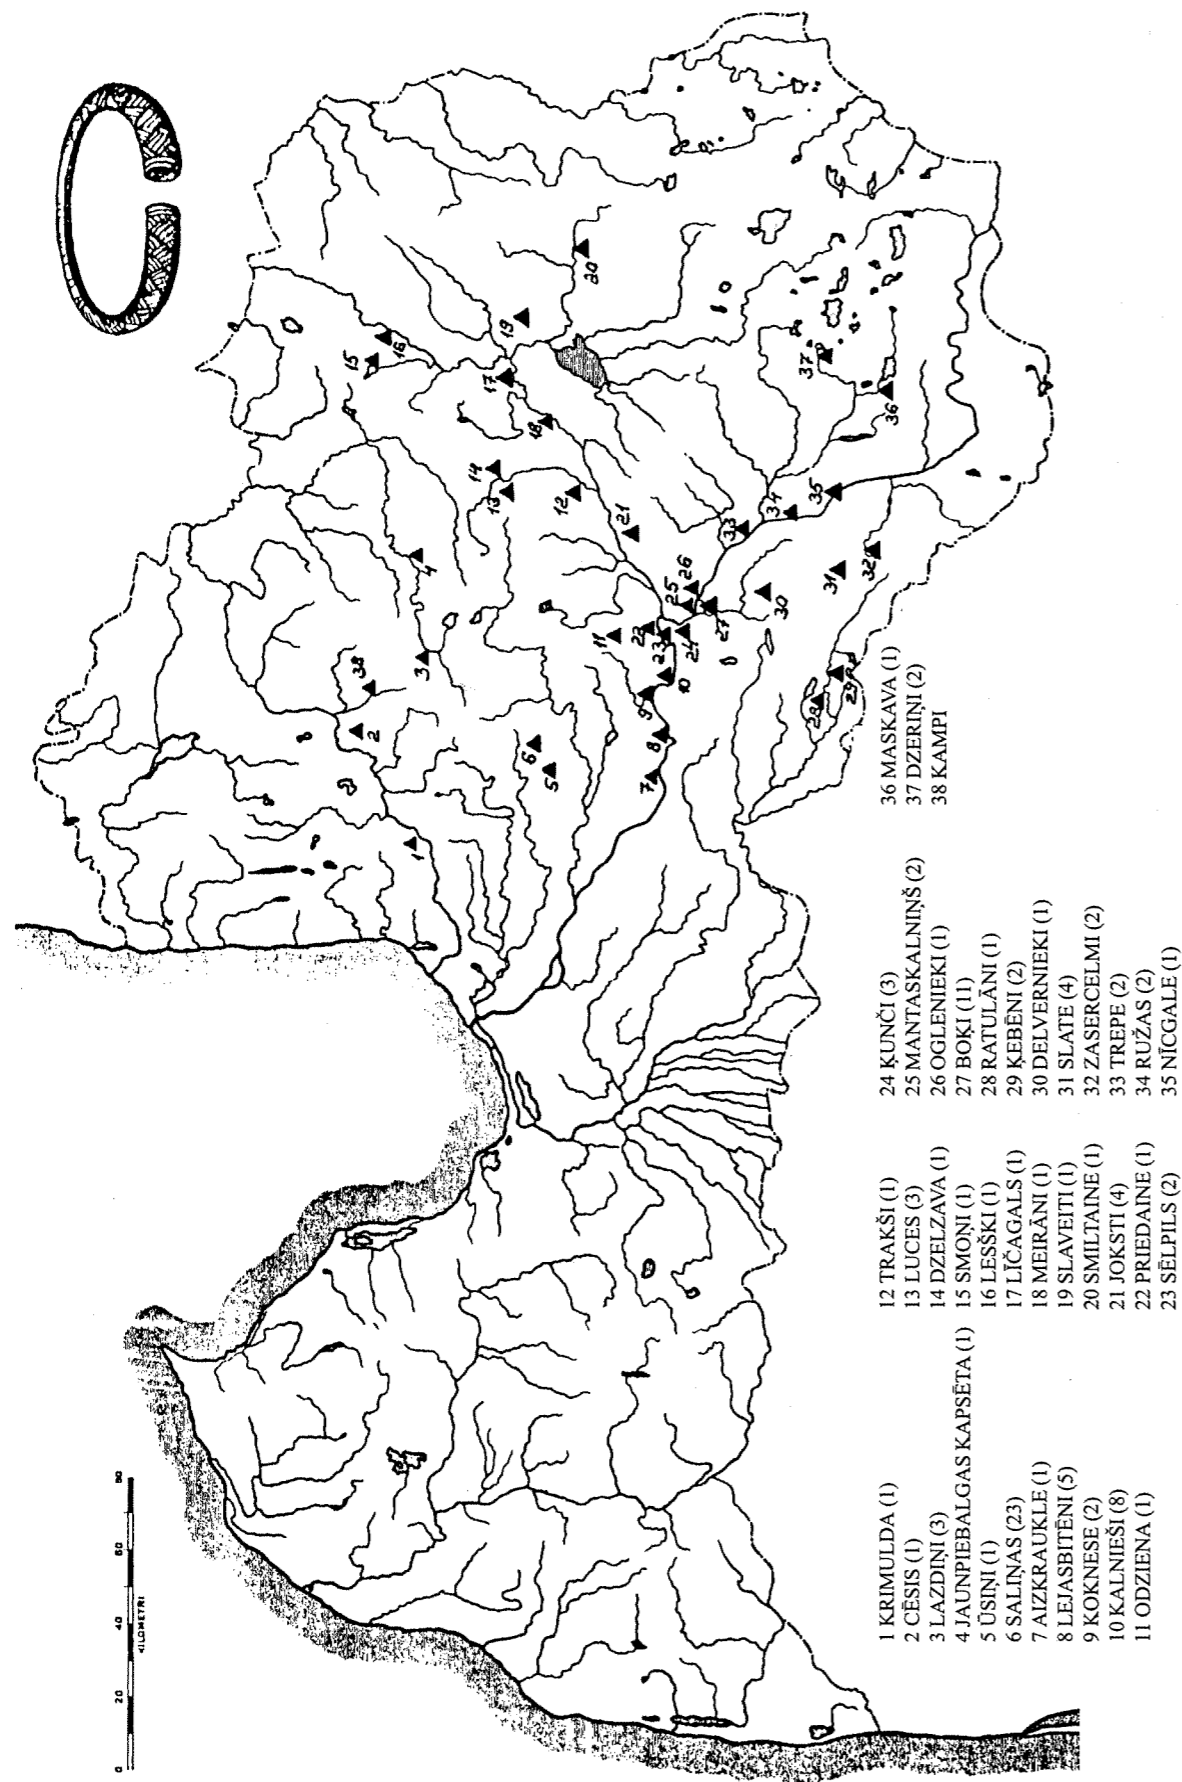 0 20 40 60 80
KILOMETRI
1 KRIMULDA (1)
2 CĒSIS (1)
3 LAZDIŅI (3)
4 JAUNPIEBALGAS KAPSĒTA (1)
5 ŪSIŅI (1)
6 SALIŅAS (23)
7 AIZKRAUKLE (1)
8 LEJASBITĒNI (5)
9 KOKNESE (2)
10 KALNIEŠI (8)
11 ODZIENA (1)
12 TRAKŠI (1)
13 LUCES (3)
14 DZELZAVA (1)
15 SMOŅI (1)
16 LESŠKI (1)
17 LĪČAGALS (1)
18 MEIRĀNI (1)
19 SLAVEITI (1)
20 SMILTAINE (1)
21 JOKSTI (4)
22 PRIEDAINE (1)
23 SĒLPILS (2)
24 ĶUNČI (3)
25 MANTASKALNIŅŠ (2)
26 OGLENIEKI (1)
27 BOĶI (11)
28 RATULĀNI (1)
29 ĶEBĒNI (2)
30 DELVERNIEKI (1)
31 SLATE (4)
32 ZASERCELMI (2)
33 TREPE (2)
34 RUŽAS (2)
35 NĪCGALE (1)
36 MASKAVA (1)
37 DZERIŅI (2)
38 KAMPI
1
2
38
3
4
5
6
7
8
9
10
11
12
13
14
15
16
17
18
19
20
21
22
23
24
25
26
27
28
29
30
31
32
33
34
35
36
37